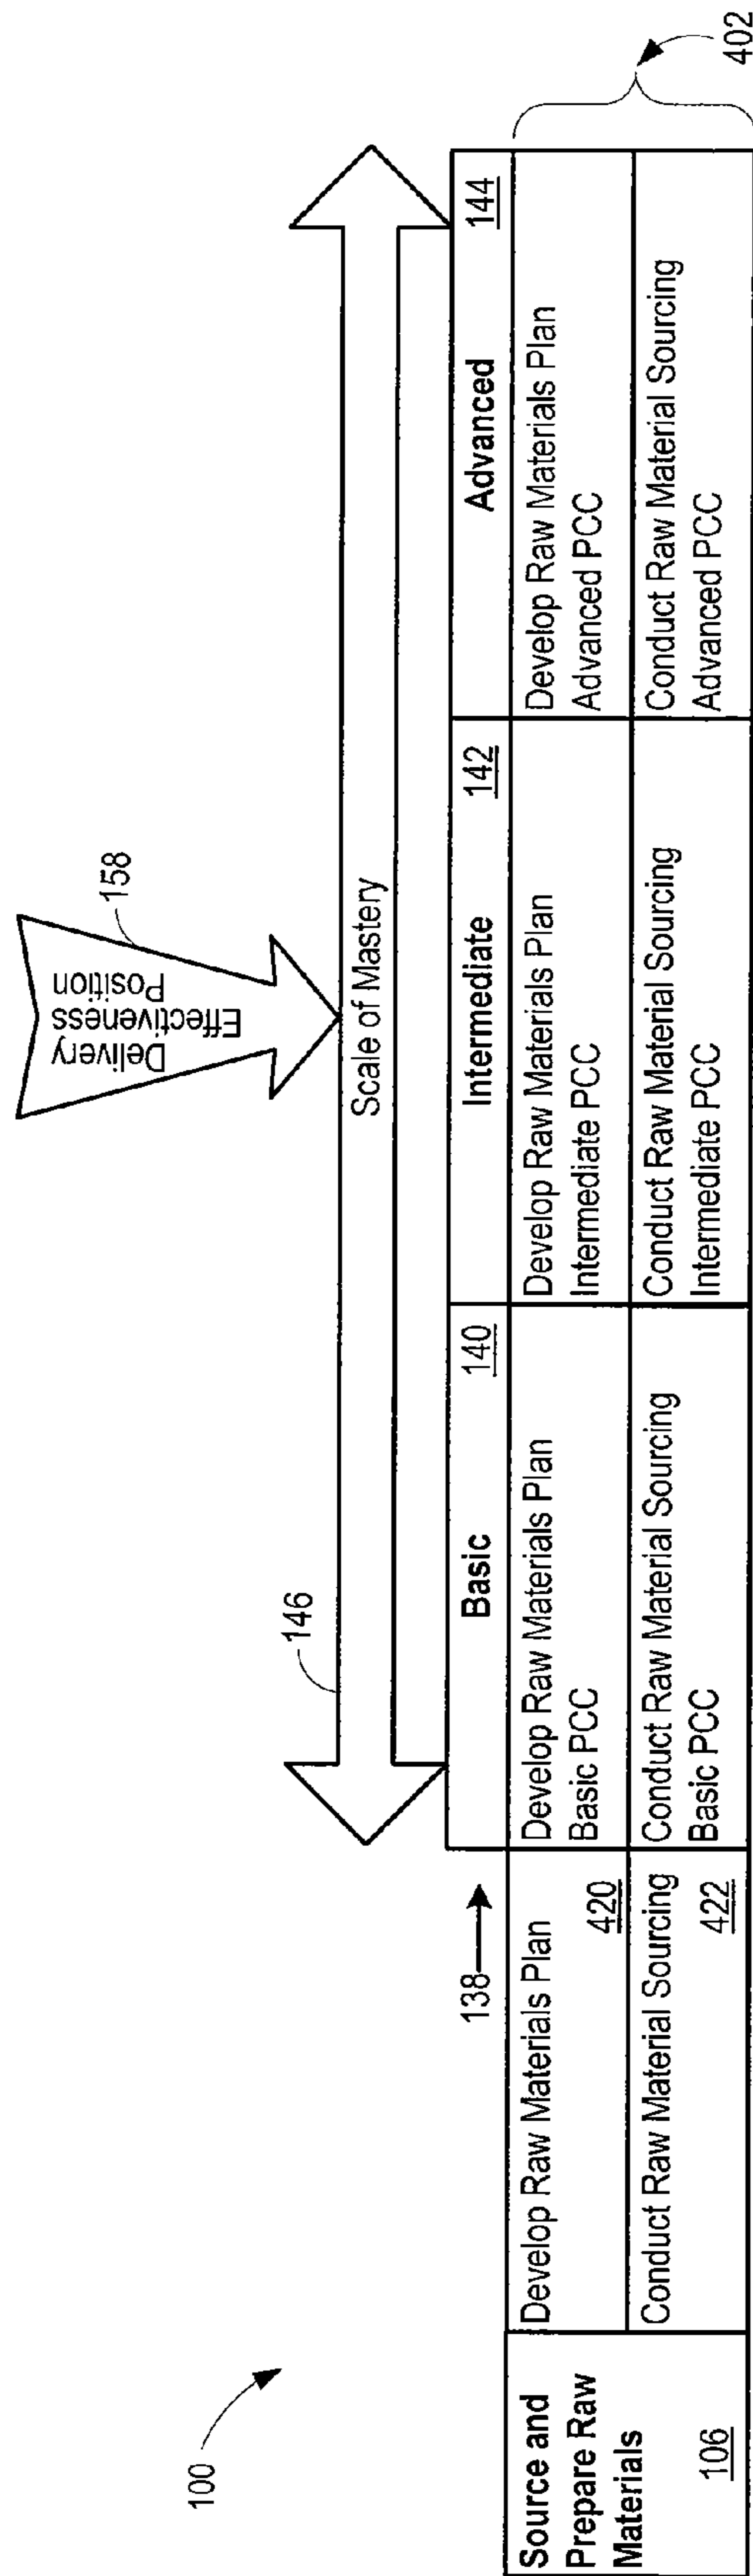 100
158
Delivery
Effectiveness
Position
146
Scale of Mastery
138
Basic 140
Intermediate 142
Advanced 144
402
Source and
Prepare Raw
Materials
106
Develop Raw Materials Plan
420
Develop Raw Materials Plan
Basic PCC
Develop Raw Materials Plan
Intermediate PCC
Develop Raw Materials Plan
Advanced PCC
Conduct Raw Material Sourcing
422
Conduct Raw Material Sourcing
Basic PCC
Conduct Raw Material Sourcing
Intermediate PCC
Conduct Raw Material Sourcing
Advanced PCC